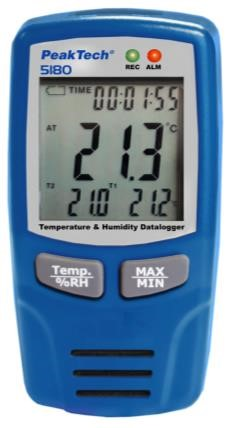 PeakTech®
5180
REC ALM
TIME 00:01:55
AT
21.3 °C
T2 T1
21.0 21.2
Temperature & Humidity Datalogger
Temp. MAX
%RH MIN